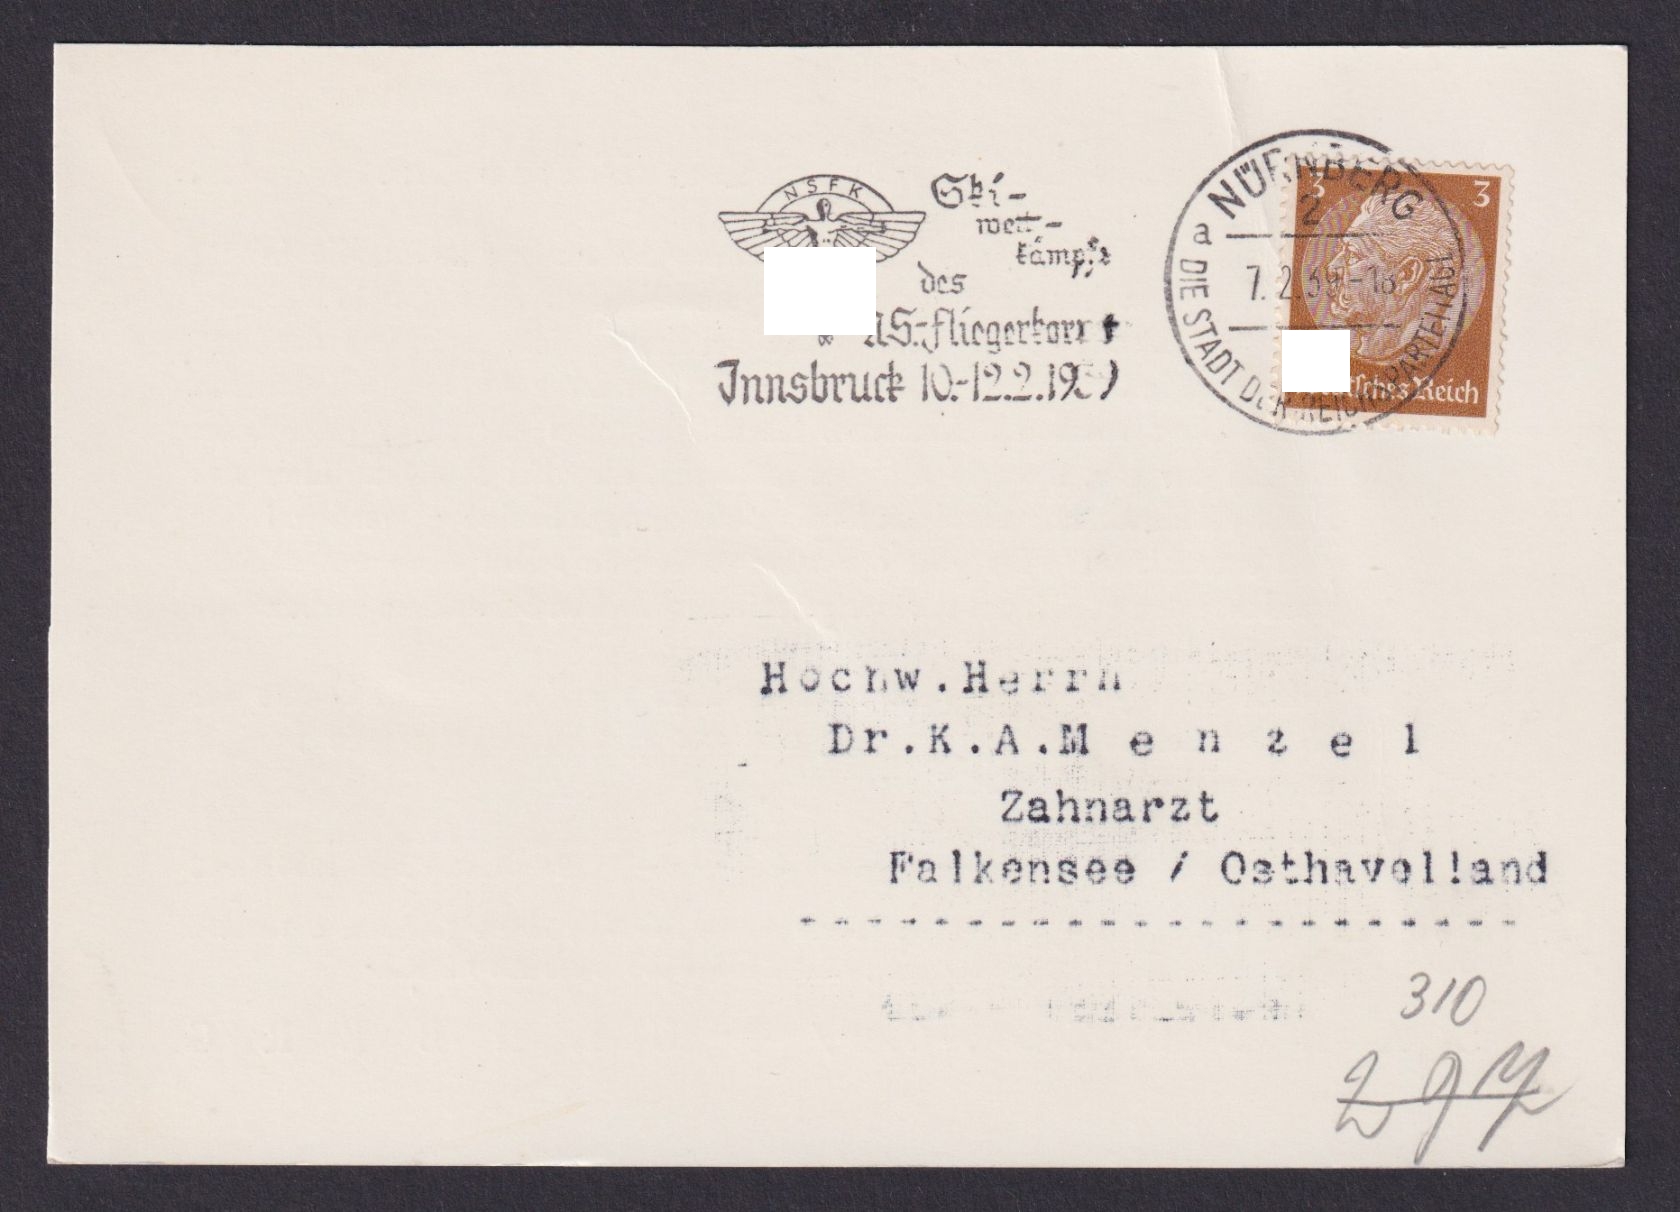 NSFK
Ski-
wett-
kämpfe
des
NS.-Fliegerkorps
Innsbruck 10.-12.2.1939
NÜRNBERG
2
a
7.2.39-18
DIE STADT DER REICHSPARTEITAGE
3 3
Deutsches Reich
Hochw.Herrn
Dr.K.A.M e n z e l
Zahnarzt
Falkensee / Osthavelland
310